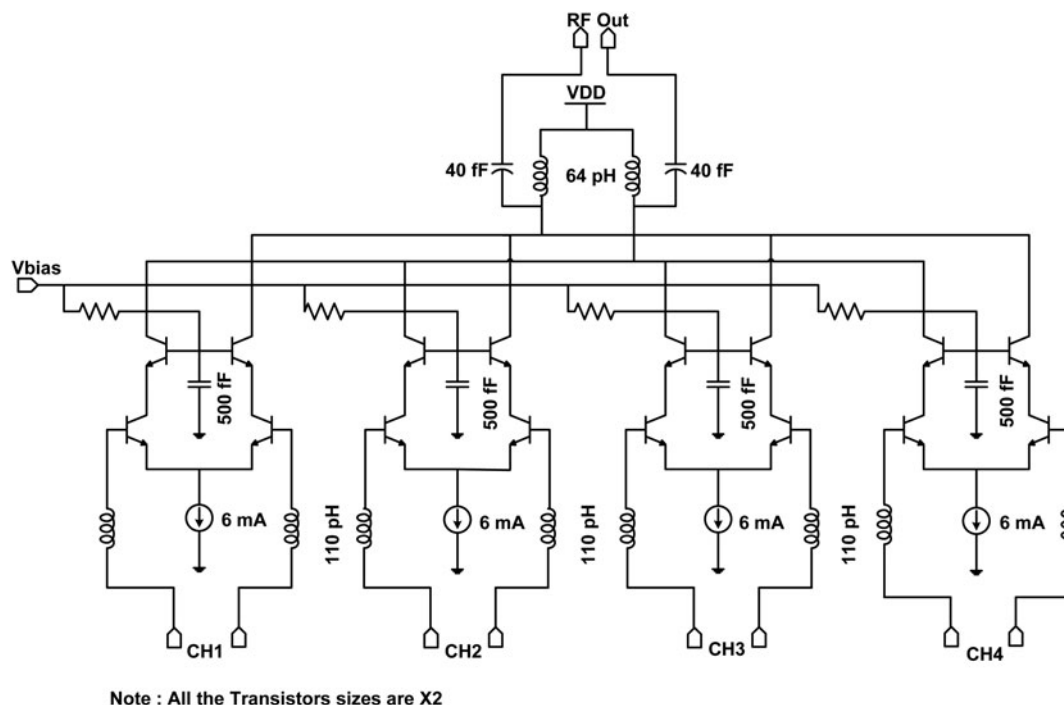 RF Out
VDD
40 fF
64 pH
40 fF
Vbias
500 fF
500 fF
500 fF
500 fF
6 mA
110 pH
6 mA
110 pH
6 mA
110 pH
6 mA
CH1
CH2
CH3
CH4
Note : All the Transistors sizes are X2